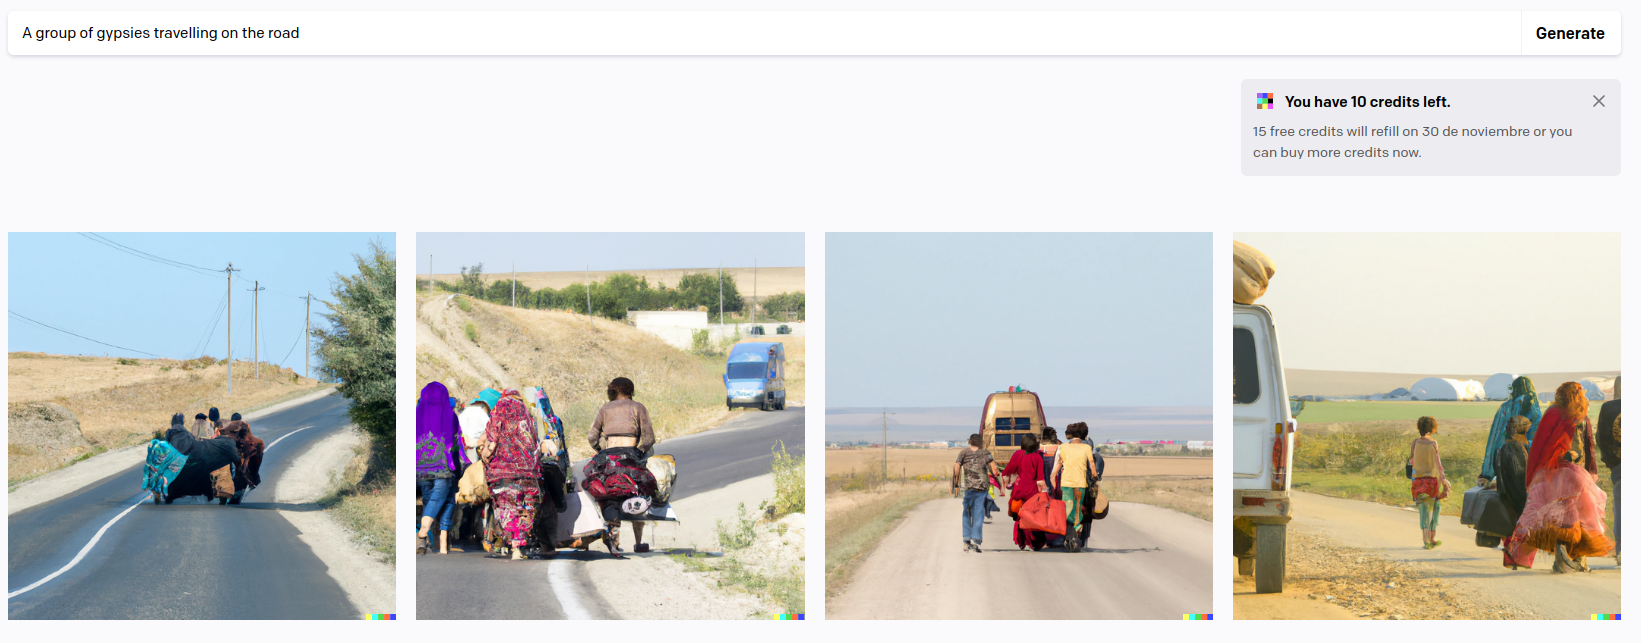 A group of gypsies travelling on the road
Generate
You have 10 credits left.
15 free credits will refill on 30 de noviembre or you
can buy more credits now.